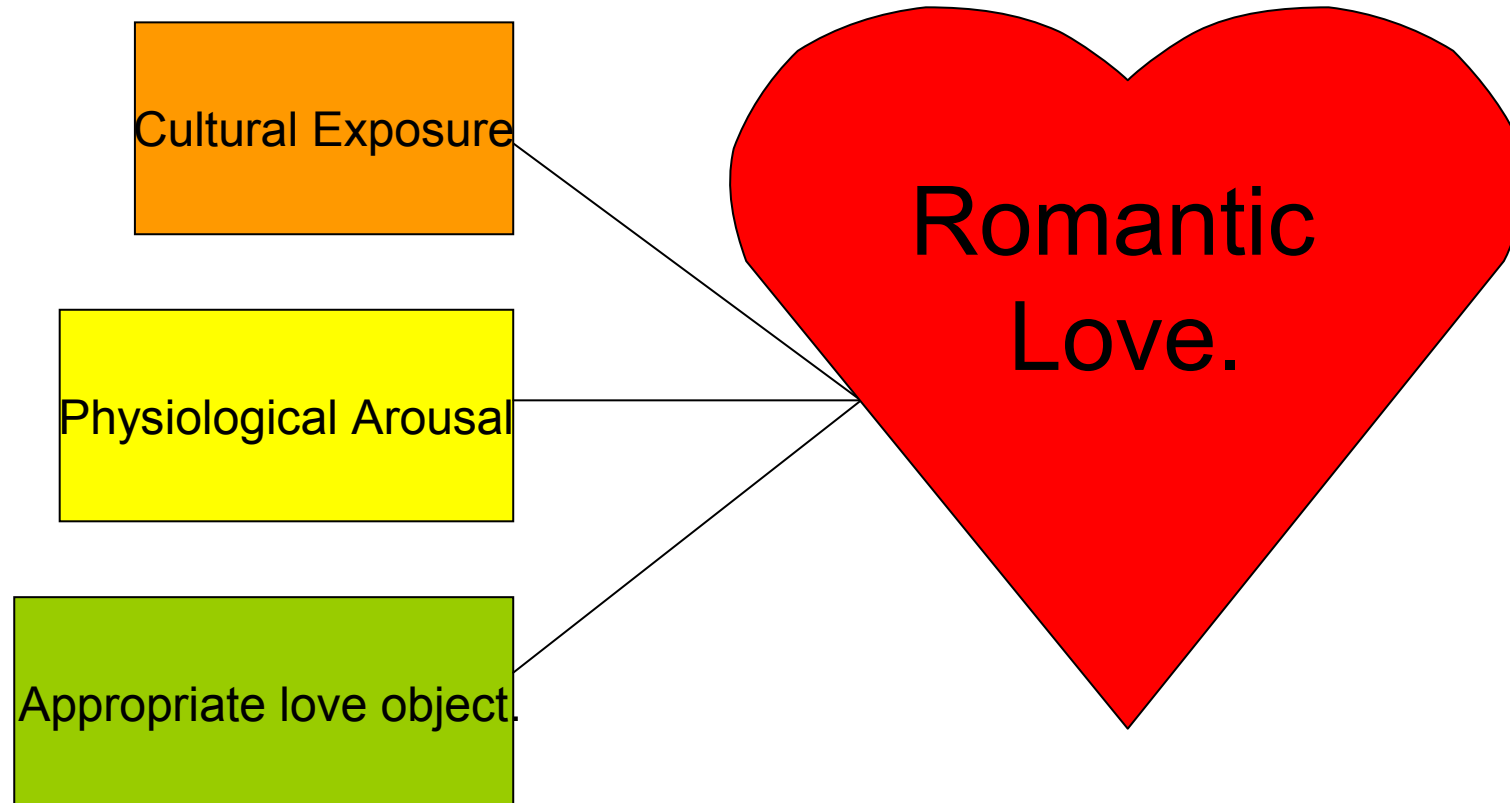 Cultural Exposure
Physiological Arousal
Appropriate love object.
Romantic
Love.